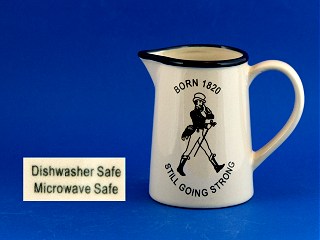 BORN 1820
STILL GOING STRONG
Dishwasher Safe
Microwave Safe